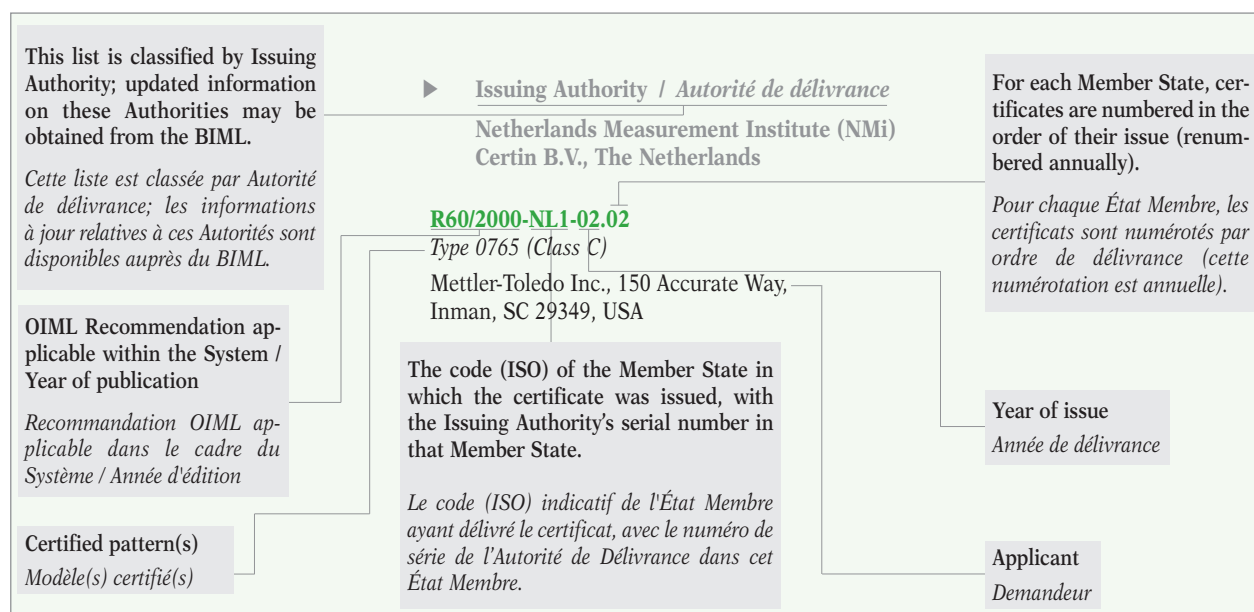 This list is classified by Issuing
Authority; updated information
on these Authorities may be
obtained from the BIML.
Cette liste est classée par Autorité
de délivrance; les informations
à jour relatives à ces Autorités sont
disponibles auprès du BIML.
▶ Issuing Authority / Autorité de délivrance
Netherlands Measurement Institute (NMi)
Certin B.V., The Netherlands
R60/2000-NL1-02.02
Type 0765 (Class C)
Mettler-Toledo Inc., 150 Accurate Way,
Inman, SC 29349, USA
For each Member State, cer-
tificates are numbered in the
order of their issue (renum-
bered annually).
Pour chaque État Membre, les
certificats sont numérotés par
ordre de délivrance (cette
numérotation est annuelle).
OIML Recommendation ap-
plicable within the System /
Year of publication
Recommandation OIML ap-
plicable dans le cadre du
Système / Année d'édition
The code (ISO) of the Member State in
which the certificate was issued, with
the Issuing Authority's serial number in
that Member State.
Le code (ISO) indicatif de l'État Membre
ayant délivré le certificat, avec le numéro de
série de l'Autorité de Délivrance dans cet
État Membre.
Year of issue
Année de délivrance
Certified pattern(s)
Modèle(s) certifié(s)
Applicant
Demandeur